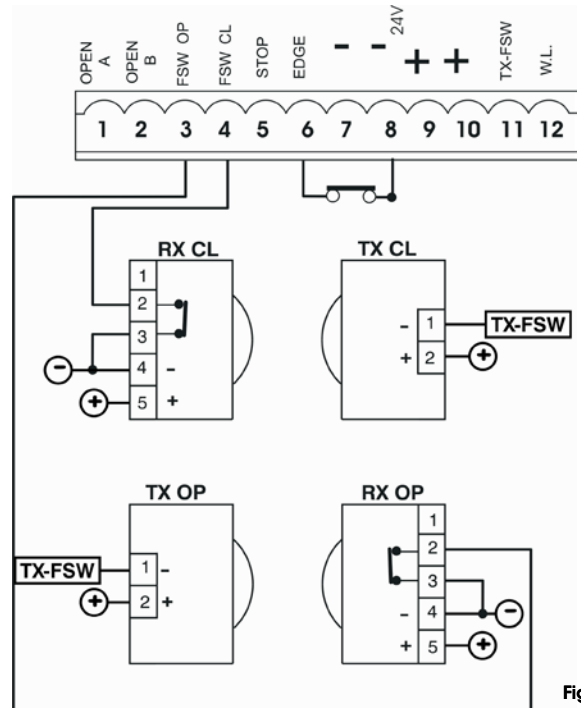 OPEN A
OPEN B
FSW OP
FSW CL
STOP
EDGE
- - 24V + +
TX-FSW
W.L.
1 2 3 4 5 6 7 8 9 10 11 12
RX CL
1
2
3
4 -
5 +
- +
TX CL
- 1 TX-FSW
+ 2 +
TX OP
TX-FSW 1 -
+ 2 +
RX OP
1
2
3
- 4 -
+ 5 +
Fig